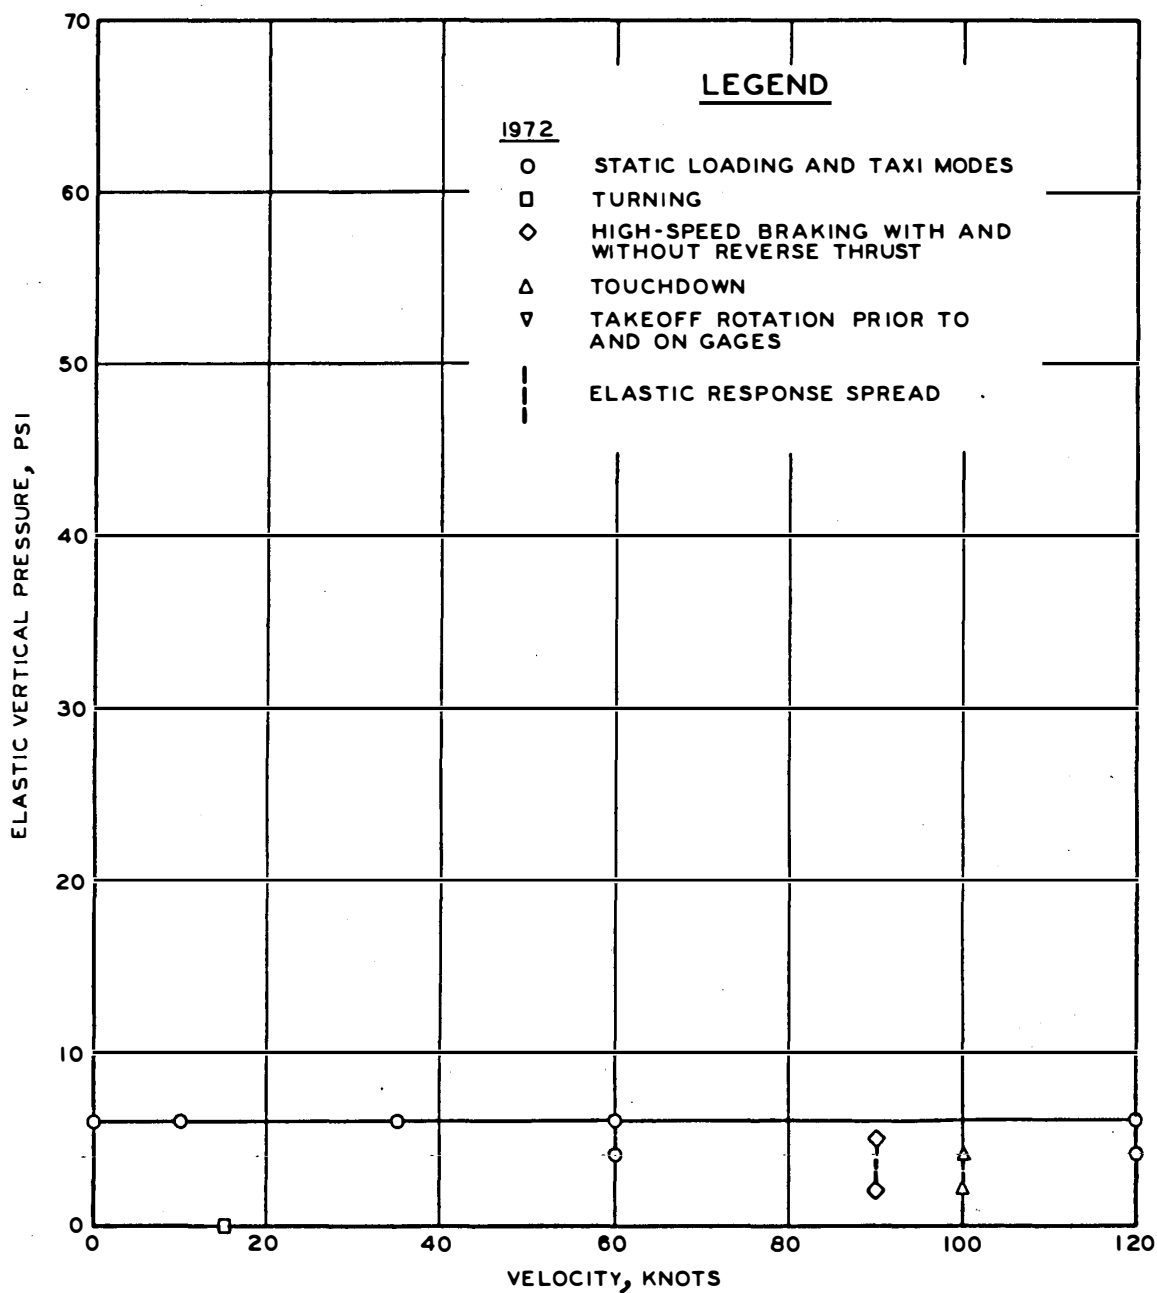 LEGEND
1972
STATIC LOADING AND TAXI MODES
TURNING
HIGH-SPEED BRAKING WITH AND
WITHOUT REVERSE THRUST
TOUCHDOWN
TAKEOFF ROTATION PRIOR TO
AND ON GAGES
ELASTIC RESPONSE SPREAD
ELASTIC VERTICAL PRESSURE, PSI
70
60
50
40
30
20
10
0
0 20 40 60 80 100 120
VELOCITY, KNOTS